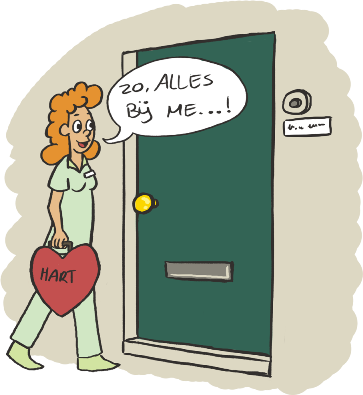 ZO, ALLES
BIJ ME...!
HART